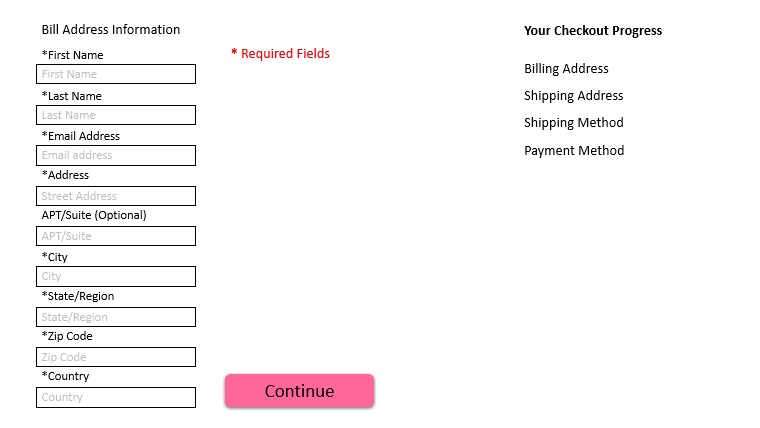 Bill Address Information
*First Name
First Name
*Last Name
Last Name
*Email Address
Email address
*Address
Street Address
APT/Suite (Optional)
APT/Suite
*City
City
*State/Region
State/Region
*Zip Code
Zip Code
*Country
Country
* Required Fields
Continue
Your Checkout Progress
Billing Address
Shipping Address
Shipping Method
Payment Method